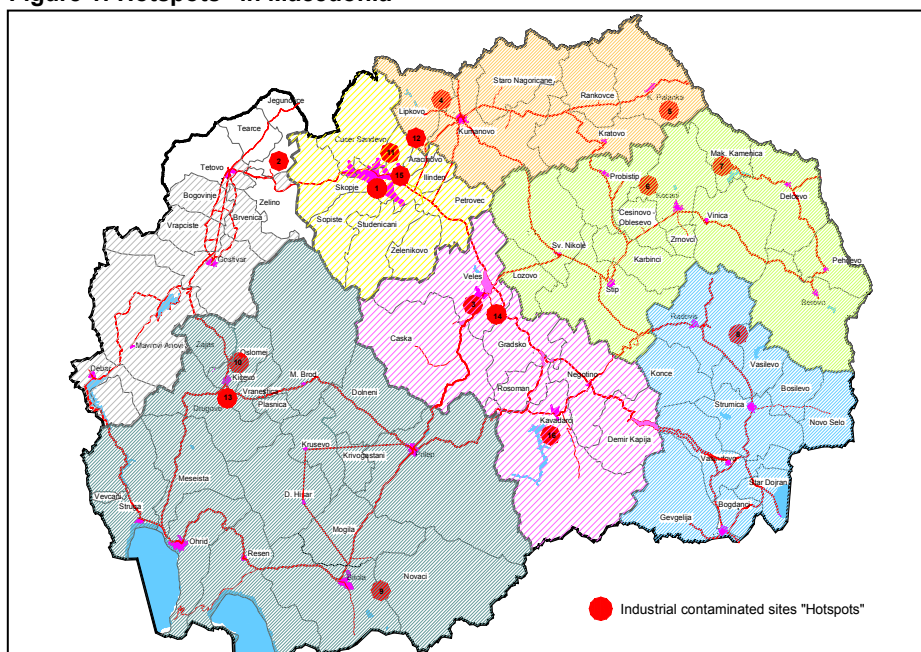 Jegunovce
Tearce
Staro Nagoricane
Rankovce
K. Palanka
Lipkovo
4
5
Kumanovo
Kratovo
Cucer Sandevo
12
11
Aracinovo
2
Tetovo
15
Ilinden
Mak. Kamenica
7
Probistip
6
Kocani
Delcevo
Skopje
1
Bogovinje
Zelino
Petrovec
Cesinovo
-Oblesevo
Vinica
Brvenica
Vrapciste
Sopiste
Studenicani
Zrnovci
Zelenikovo
Sv. Nikole
Karbinci
Gostivar
Lozovo
Pehcevo
Stip
Veles
Berovo
3
14
Radovis
8
Mavrovi Anovi
Zajas
Caska
Gradsko
Vasilevo
10
Oslomej
Debar
Kicevo
Konce
Bosilevo
13
Vranestica
M. Brod
Dolneni
Rosoman
Negotino
Drugovo
Plasnica
Strumica
Novo Selo
Kavadarci
16
Demir Kapija
Krusevo
Prilep
Krivogastani
Valandovo
Meseista
Vevcani
D. Hisar
Star Dojran
Struga
Mogila
Bogdanci
Gevgelija
Ohrid
Resen
Novaci
Bitola
9
Industrial contaminated sites "Hotspots"